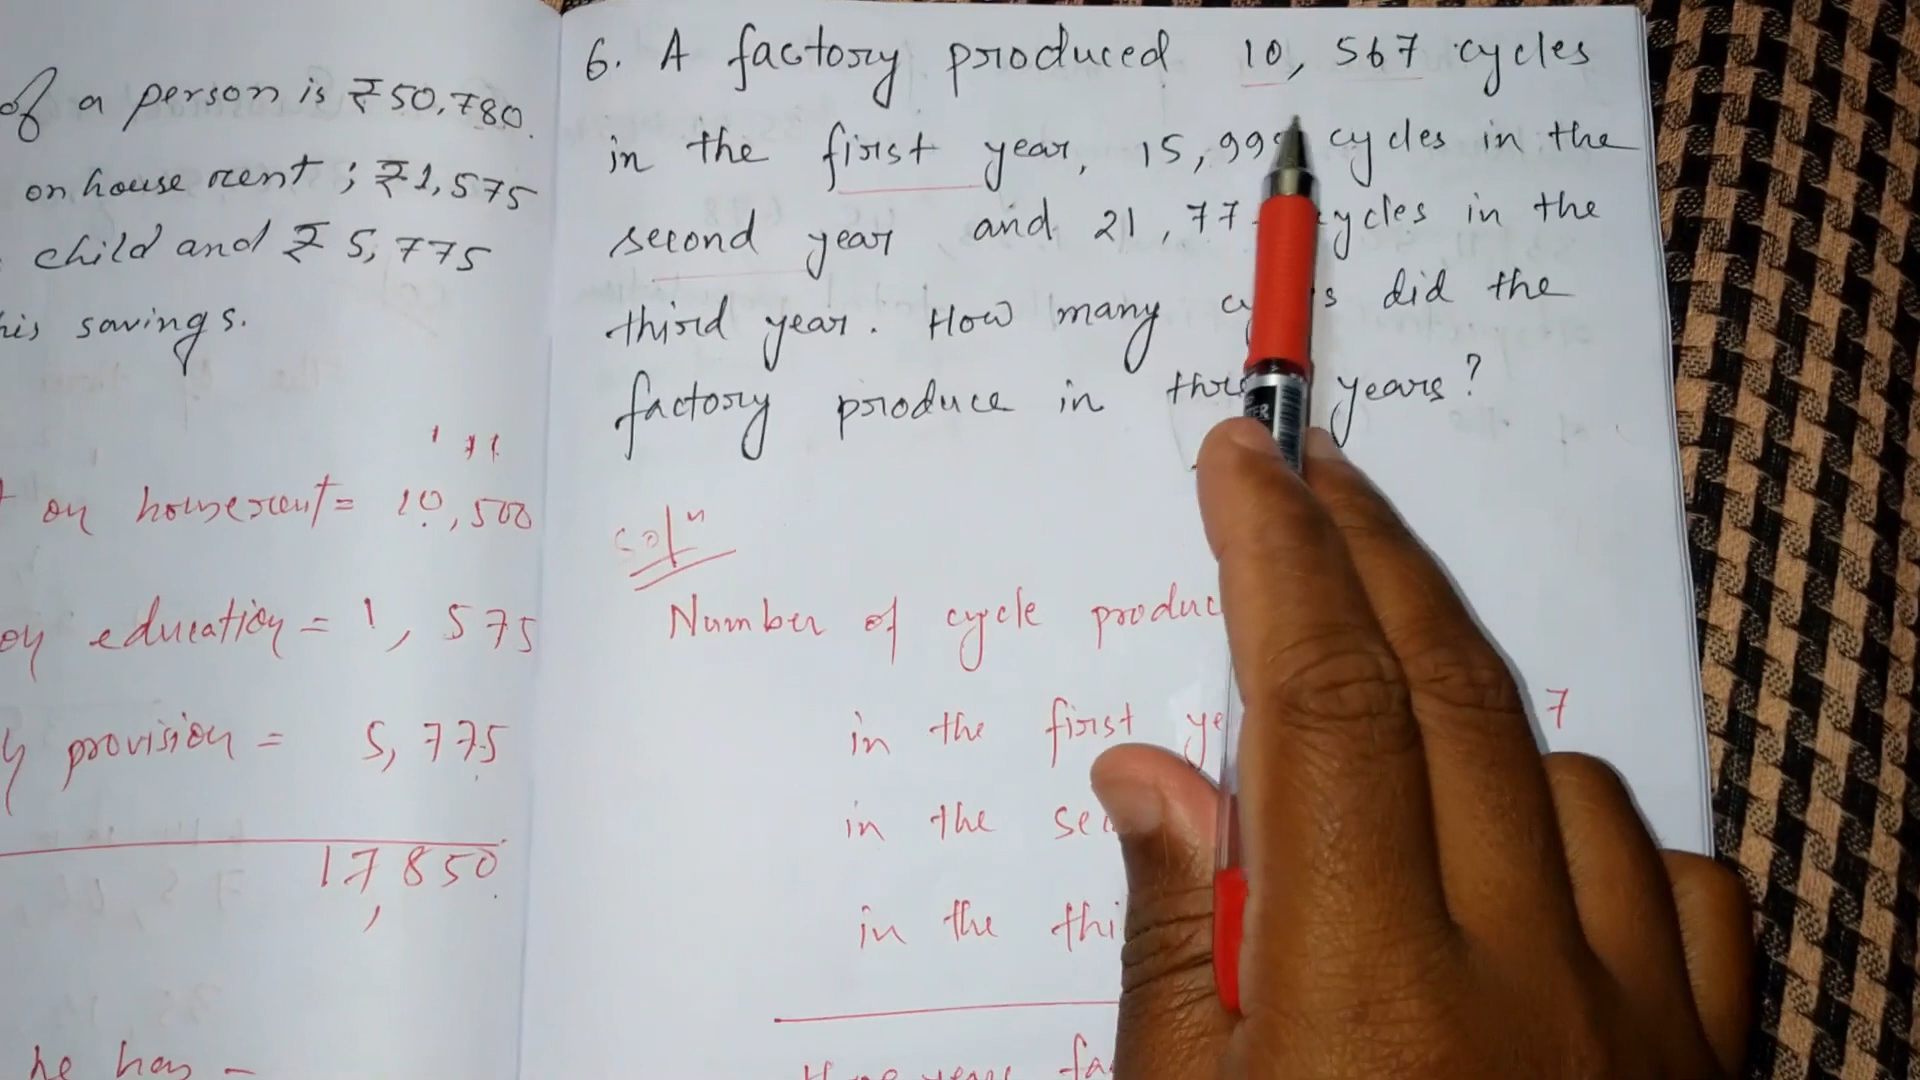 of a person is ₹50,780.
on house rent ; ₹1,575
child and ₹ 5,775
his savings.
on houserent = 10,500
on education = 1,575
provision = 5,775
17,850
he has -
6. A factory produced 10,567 cycles
in the first year, 15,999 cycles in the
second year and 21,77 cycles in the
third year. How many did the
factory produce in years?
Solⁿ
Number of cycle
in the first 7
in the
in the